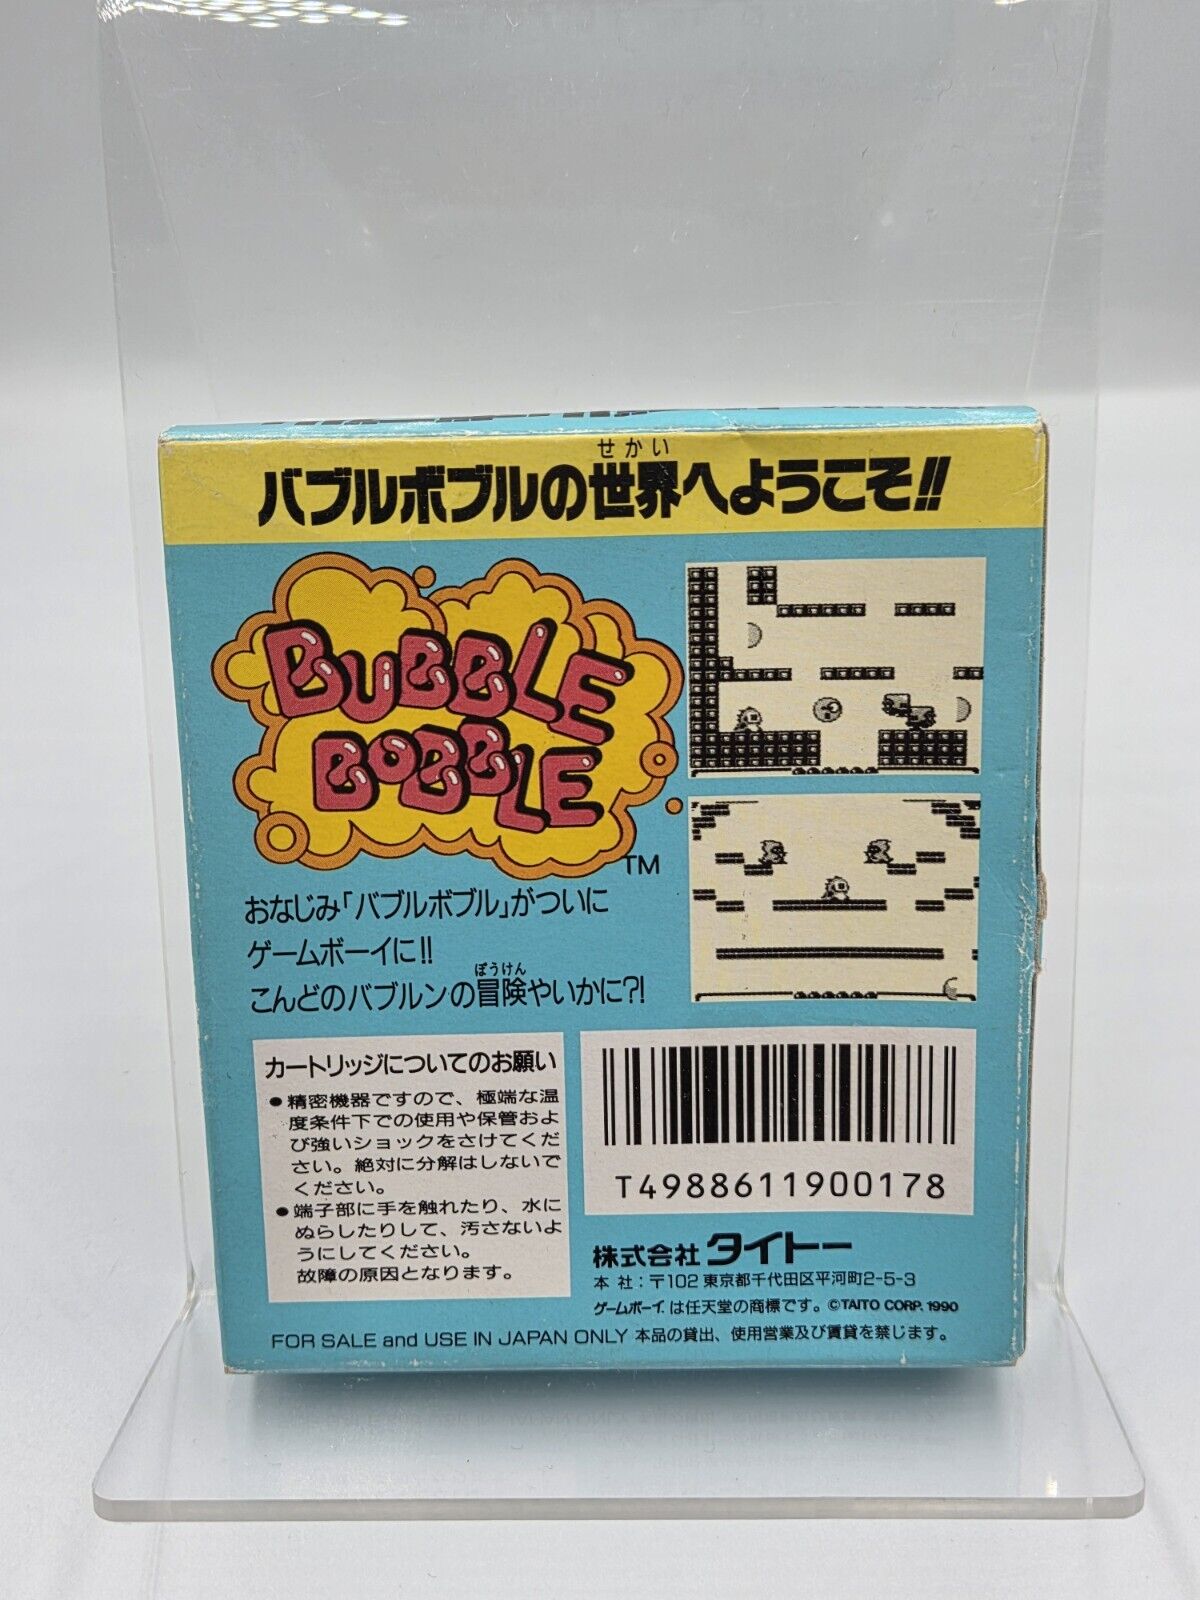 せかい
バブルボブルの世界へようこそ!!
BUBBLE
BOBBLE
TM
おなじみ「バブルボブル」がついに
ゲームボーイに!!
ぼうけん
こんどのバブルンの冒険やいかに?!
カートリッジについてのお願い
●精密機器ですので、極端な温
度条件下での使用や保管およ
び強いショックをさけてくだ
さい。絶対に分解はしないで
ください。
●端子部に手を触れたり、水に
ぬらしたりして、汚さないよ
うにしてください。
故障の原因となります。
T4988611900178
株式会社 タイトー
本 社：〒102 東京都千代田区平河町2-5-3
ゲームボーイ は任天堂の商標です。©TAITO CORP. 1990
FOR SALE and USE IN JAPAN ONLY 本品の貸出、使用営業及び賃貸を禁じます。